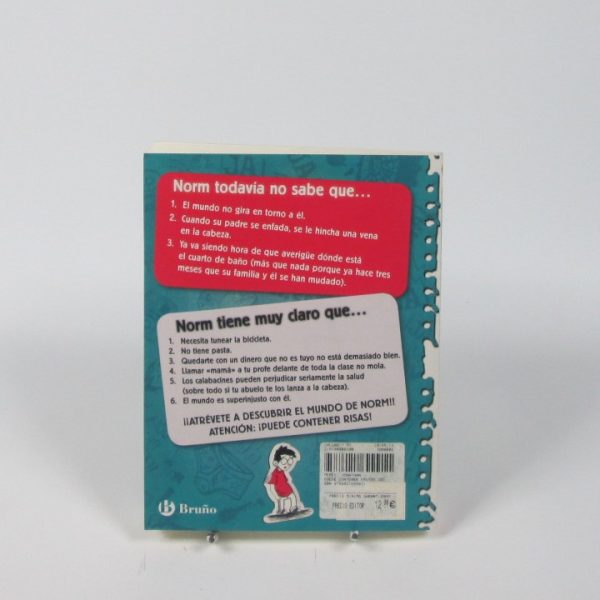 Norm todavía no sabe que...
1. El mundo no gira en torno a él.
2. Cuando su padre se enfada, se le hincha una vena
en la cabeza.
3. Ya va siendo hora de que averigüe dónde está
el cuarto de baño (más que nada porque ya hace tres
meses que su familia y él se han mudado).
Norm tiene muy claro que...
1. Necesita tunear la bicicleta.
2. No tiene pasta.
3. Quedarte con un dinero que no es tuyo no está demasiado bien.
4. Llamar «mamá» a tu profe delante de toda la clase no mola.
5. Los calabacines pueden perjudicar seriamente la salud
(sobre todo si tu abuelo te los lanza a la cabeza).
6. El mundo es superinjusto con él.
¡¡ATRÉVETE A DESCUBRIR EL MUNDO DE NORM!!
ATENCIÓN: ¡PUEDE CONTENER RISAS!
PRECIO EDITOR
Bruño